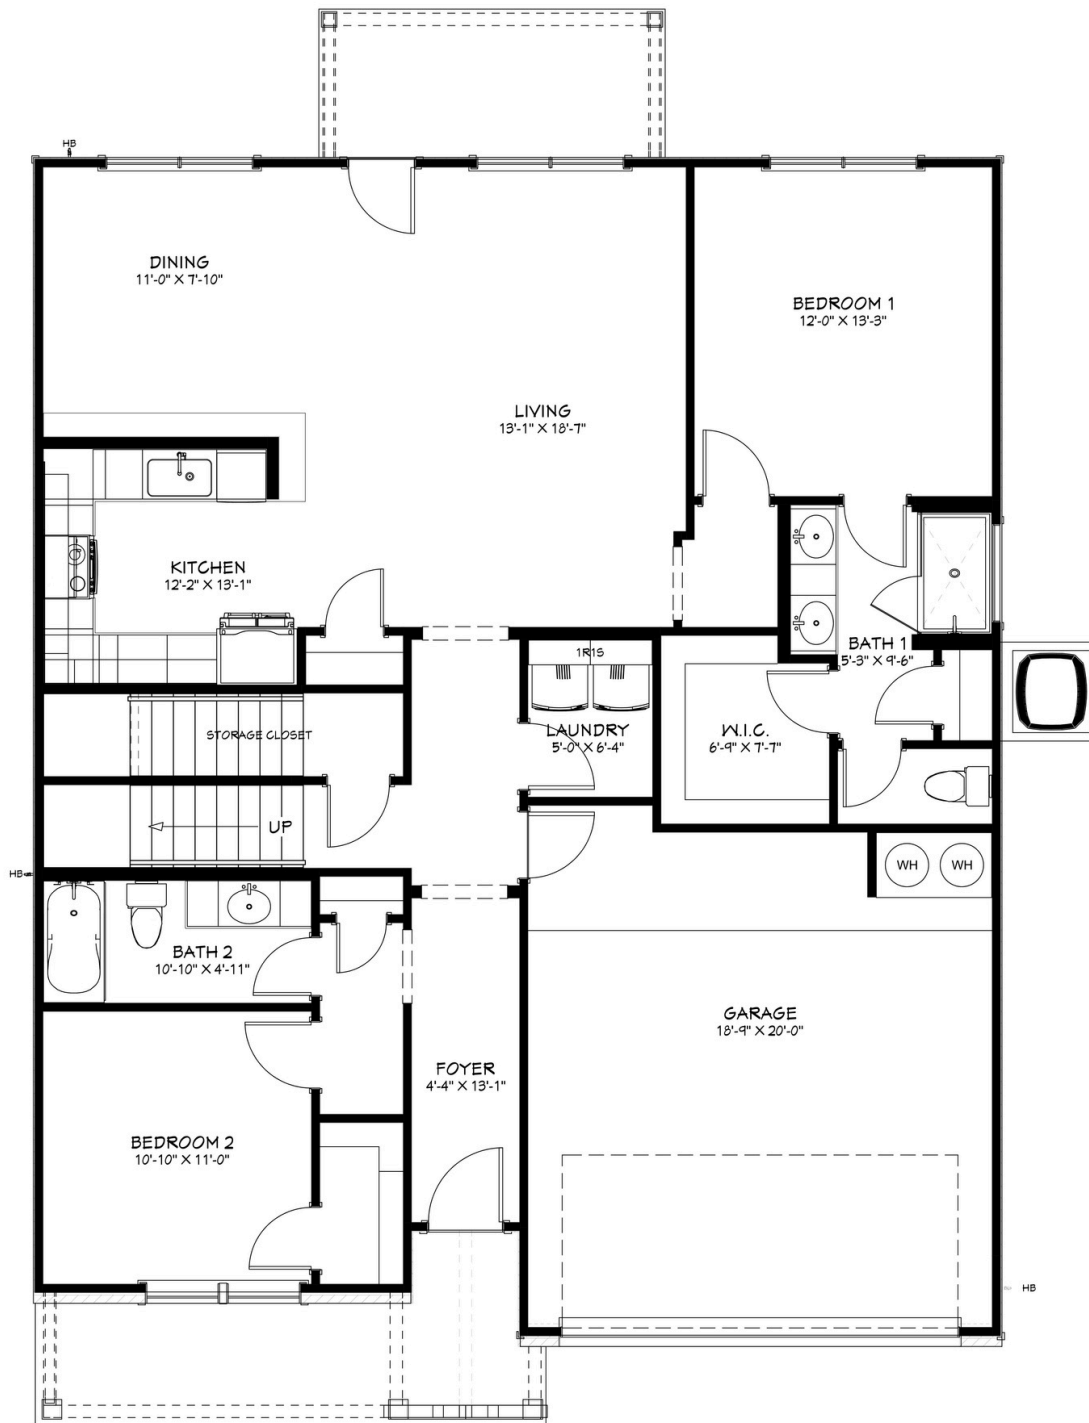 HB
DINING
11'-0" X 7'-10"
BEDROOM 1
12'-0" X 13'-3"
LIVING
13'-1" X 18'-7"
KITCHEN
12'-2" X 13'-1"
BATH 1
5'-3" X 9'-6"
1R1S
STORAGE CLOSET
LAUNDRY
5'-0" X 6'-4"
W.I.C.
6'-9" X 7'-7"
UP
HB
WH
WH
BATH 2
10'-10" X 4'-11"
GARAGE
18'-9" X 20'-0"
FOYER
4'-4" X 13'-1"
BEDROOM 2
10'-10" X 11'-0"
HB